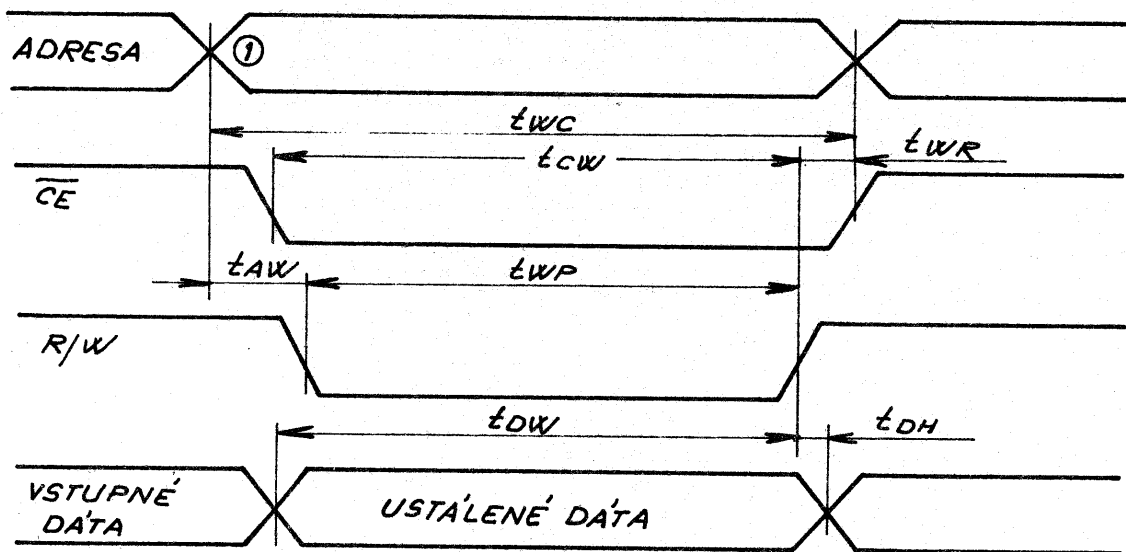 ADRESA
①
tWC
tCW
tWR
CE
tAW
tWP
R/W
tDW
tDH
VSTUPNÉ
DÁTA
USTÁLENÉ DÁTA